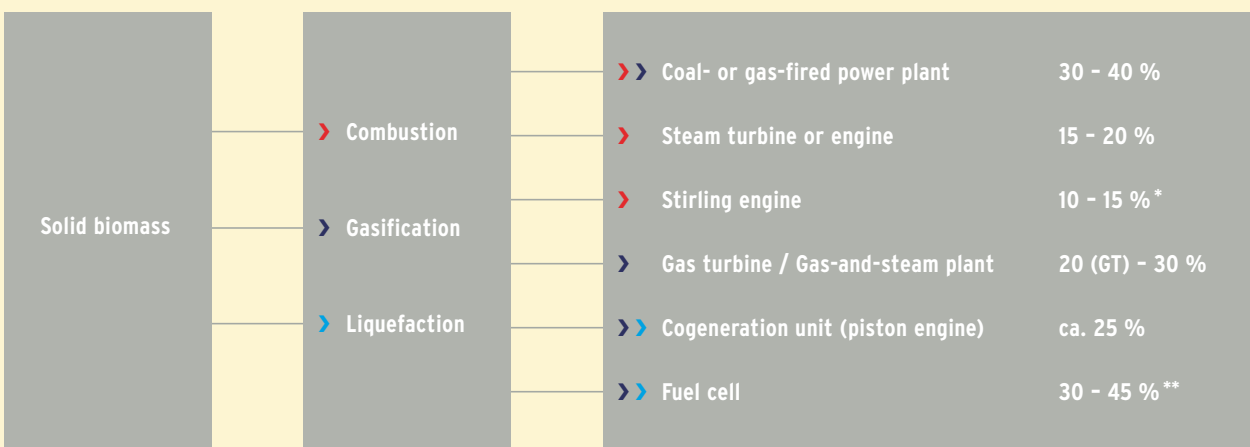 Solid biomass
❯ Combustion
❯ Gasification
❯ Liquefaction
❯❯ Coal- or gas-fired power plant 30 – 40 %
❯ Steam turbine or engine 15 – 20 %
❯ Stirling engine 10 – 15 % *
❯ Gas turbine / Gas-and-steam plant 20 (GT) – 30 %
❯❯ Cogeneration unit (piston engine) ca. 25 %
❯❯ Fuel cell 30 – 45 % **